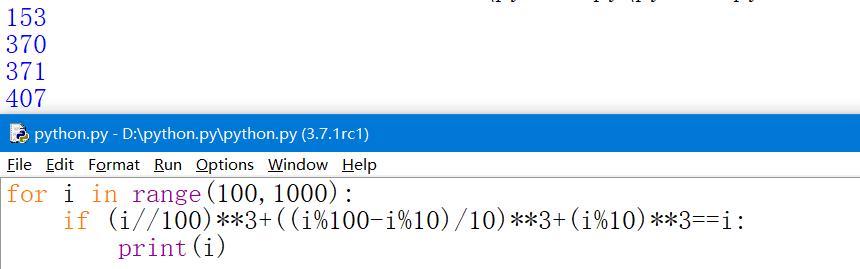 153
370
371
407
python.py - D:\python.py\python.py (3.7.1rc1)
File Edit Format Run Options Window Help
for i in range(100,1000):
    if (i//100)**3+((i%100-i%10)/10)**3+(i%10)**3==i:
        print(i)